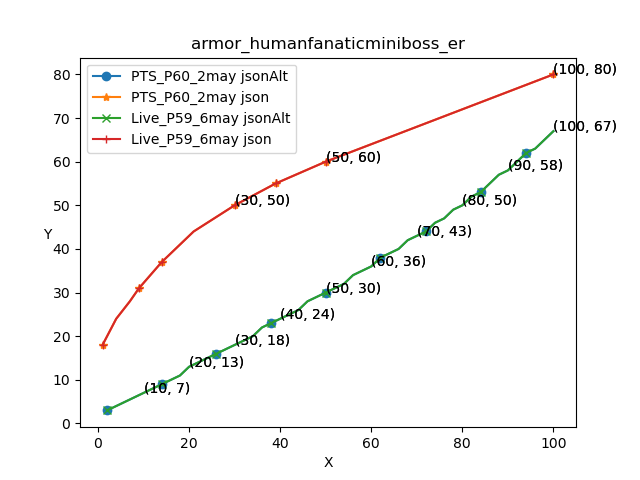 armor_humanfanaticminiboss_er
PTS_P60_2may jsonAlt
PTS_P60_2may json
Live_P59_6may jsonAlt
Live_P59_6may json
(100, 80)
(100, 67)
(50, 60)
(90, 58)
(30, 50)
(80, 50)
(70, 43)
(60, 36)
(50, 30)
(40, 24)
(30, 18)
(20, 13)
(10, 7)
Y
80
70
60
50
40
30
20
10
0
0 20 40 60 80 100
X